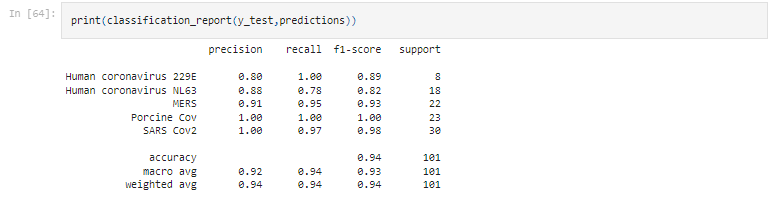 In [64]: print(classification_report(y_test,predictions))
precision recall f1-score support
Human coronavirus 229E 0.80 1.00 0.89 8
Human coronavirus NL63 0.88 0.78 0.82 18
MERS 0.91 0.95 0.93 22
Porcine Cov 1.00 1.00 1.00 23
SARS Cov2 1.00 0.97 0.98 30
accuracy 0.94 101
macro avg 0.92 0.94 0.93 101
weighted avg 0.94 0.94 0.94 101